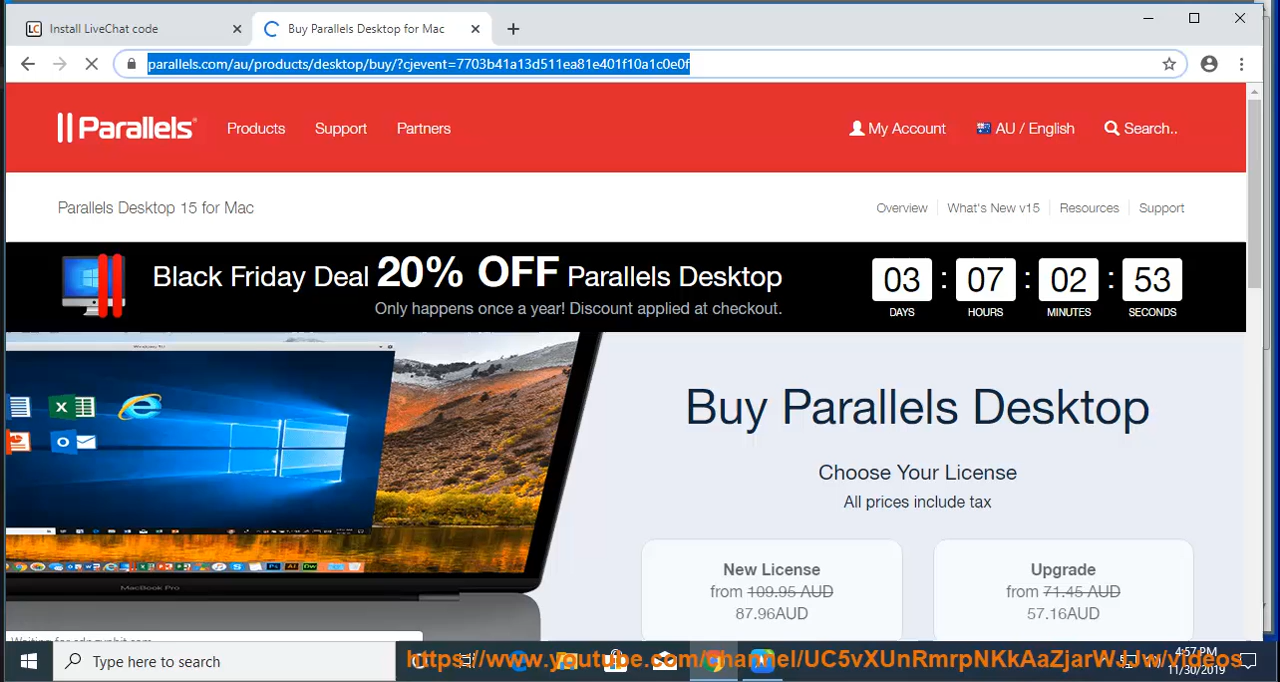 Install LiveChat code
Buy Parallels Desktop for Mac
parallels.com/au/products/desktop/buy/?cjevent=7703b41a13d511ea81e401f10a1c0e0f
Parallels
Products
Support
Partners
My Account
AU / English
Search..
Parallels Desktop 15 for Mac
Overview
What's New v15
Resources
Support
Black Friday Deal 20% OFF Parallels Desktop
Only happens once a year! Discount applied at checkout.
03 : 07 : 02 : 53
DAYS HOURS MINUTES SECONDS
Buy Parallels Desktop
Choose Your License
All prices include tax
New License
from 109.95 AUD
87.96AUD
Upgrade
from 71.45 AUD
57.16AUD
MacBook Pro
Type here to search
4:57 PM
11/30/2019